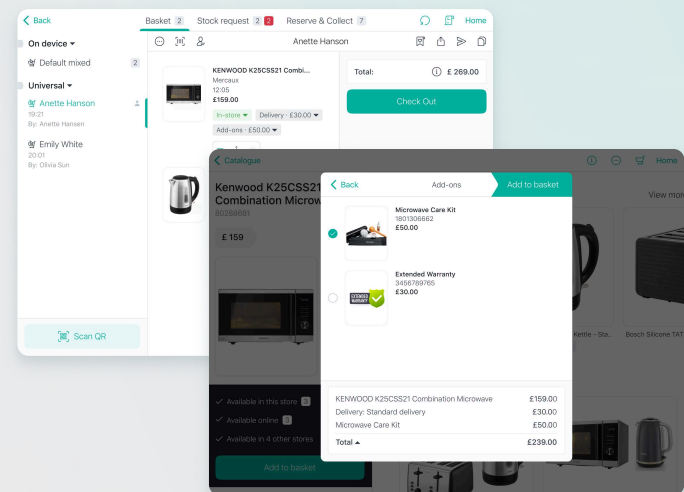 Back
Basket 2
Stock request 2 2
Reserve & Collect 7
Home
On device
Default mixed 2
Universal
Anette Hanson
19:21
By: Anette Hansen
Emily White
20:01
By: Olivia Sun
Scan QR
Anette Hanson
KENWOOD K25CSS21 Combi...
Mercaux
12:05
£159.00
In-store
Delivery · £30.00
Add-ons · £50.00
Total: £ 269.00
Check Out
Catalogue
Home
Kenwood K25CSS21
Combination Microw
80268681
£ 159
View more
Available in this store 3
Available online 3
Available in 4 other stores
Add to basket
Back
Add-ons
Add to basket
Microwave Care Kit
1801306662
£50.00
EXTENDED
WARRANTY
Extended Warranty
3456789765
£30.00
KENWOOD K25CSS21 Combination Microwave £159.00
Delivery: Standard delivery £30.00
Microwave Care Kit £50.00
Total £239.00
Kettle - Sta...
Bosch Silicone TAT